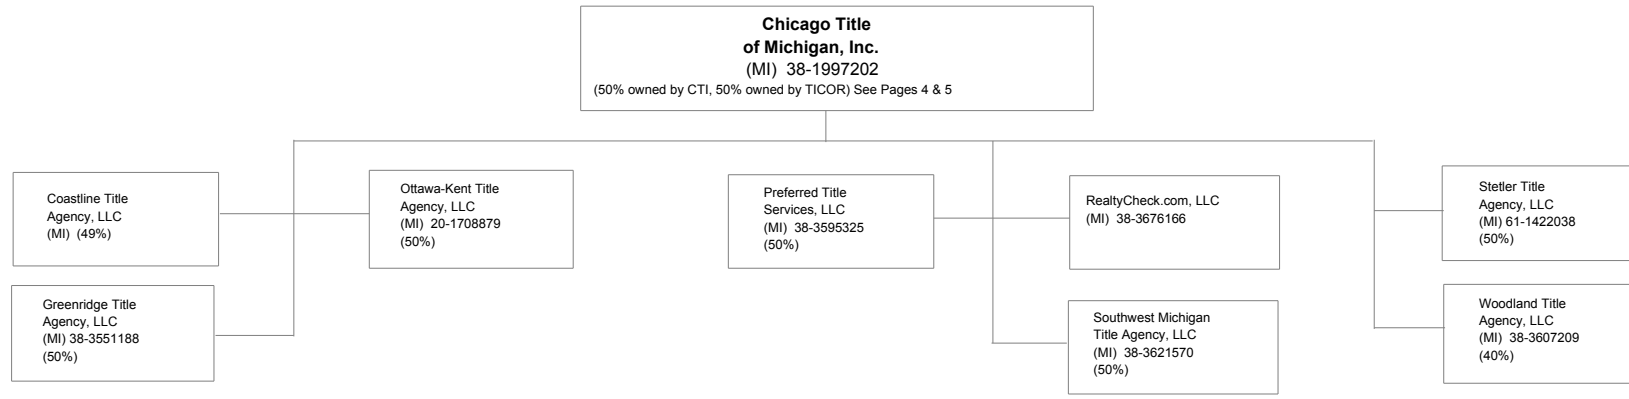 Chicago Title
of Michigan, Inc.
(MI) 38-1997202
(50% owned by CTI, 50% owned by TICOR) See Pages 4 & 5
Coastline Title
Agency, LLC
(MI) (49%)
Ottawa-Kent Title
Agency, LLC
(MI) 20-1708879
(50%)
Preferred Title
Services, LLC
(MI) 38-3595325
(50%)
RealtyCheck.com, LLC
(MI) 38-3676166
Stetler Title
Agency, LLC
(MI) 61-1422038
(50%)
Greenridge Title
Agency, LLC
(MI) 38-3551188
(50%)
Southwest Michigan
Title Agency, LLC
(MI) 38-3621570
(50%)
Woodland Title
Agency, LLC
(MI) 38-3607209
(40%)